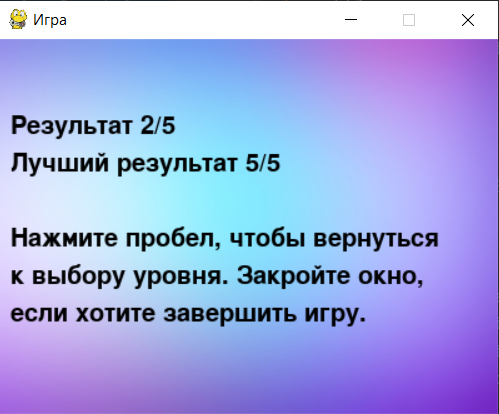 Игра
Результат 2/5
Лучший результат 5/5
Нажмите пробел, чтобы вернуться
к выбору уровня. Закройте окно,
если хотите завершить игру.